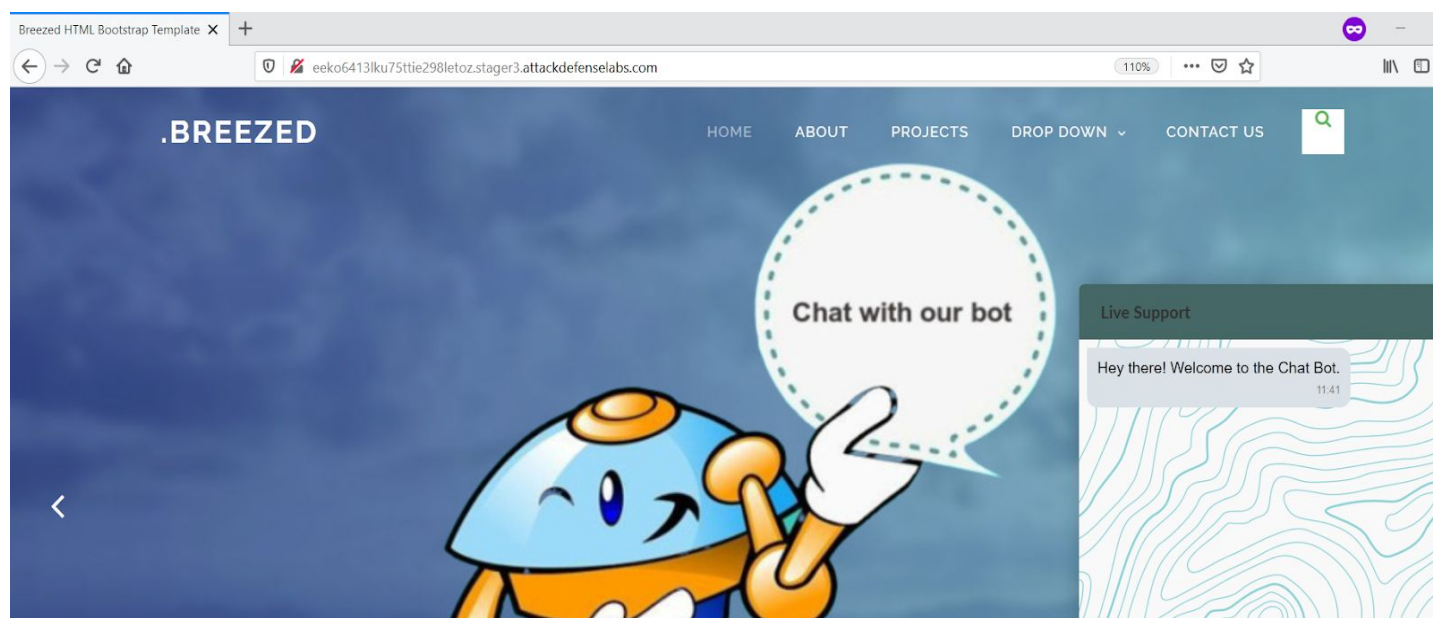 Breezed HTML Bootstrap Template
eeko6413lku75ttie298letoz.stager3.attackdefenselabs.com
110%
.BREEZED
HOME ABOUT PROJECTS DROP DOWN CONTACT US
Chat with our bot
Live Support
Hey there! Welcome to the Chat Bot.
11:41